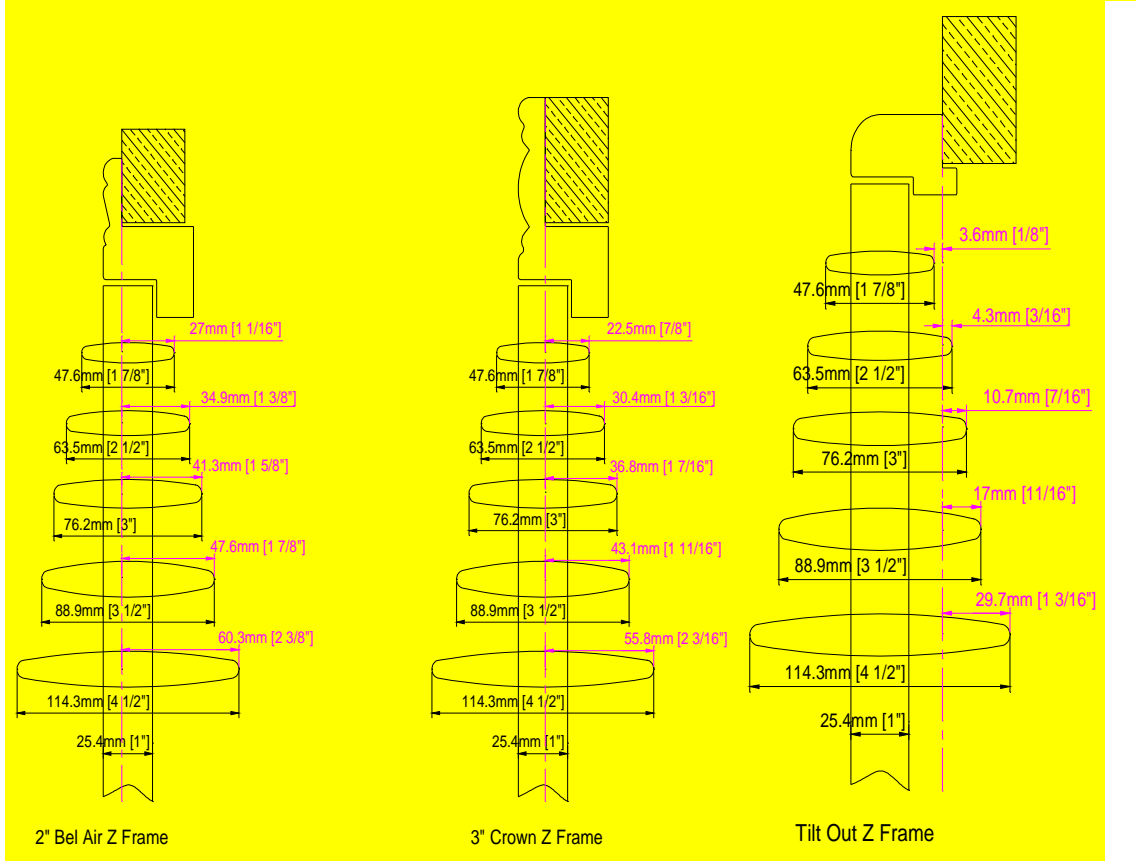 27mm [1 1/16"]
47.6mm [1 7/8"]
34.9mm [1 3/8"]
63.5mm [2 1/2"]
41.3mm [1 5/8"]
76.2mm [3"]
47.6mm [1 7/8"]
88.9mm [3 1/2"]
60.3mm [2 3/8"]
114.3mm [4 1/2"]
25.4mm [1"]
2" Bel Air Z Frame
22.5mm [7/8"]
47.6mm [1 7/8"]
30.4mm [1 3/16"]
63.5mm [2 1/2"]
36.8mm [1 7/16"]
76.2mm [3"]
43.1mm [1 11/16"]
88.9mm [3 1/2"]
55.8mm [2 3/16"]
114.3mm [4 1/2"]
25.4mm [1"]
3" Crown Z Frame
3.6mm [1/8"]
47.6mm [1 7/8"]
4.3mm [3/16"]
63.5mm [2 1/2"]
10.7mm [7/16"]
76.2mm [3"]
17mm [11/16"]
88.9mm [3 1/2"]
29.7mm [1 3/16"]
114.3mm [4 1/2"]
25.4mm [1"]
Tilt Out Z Frame